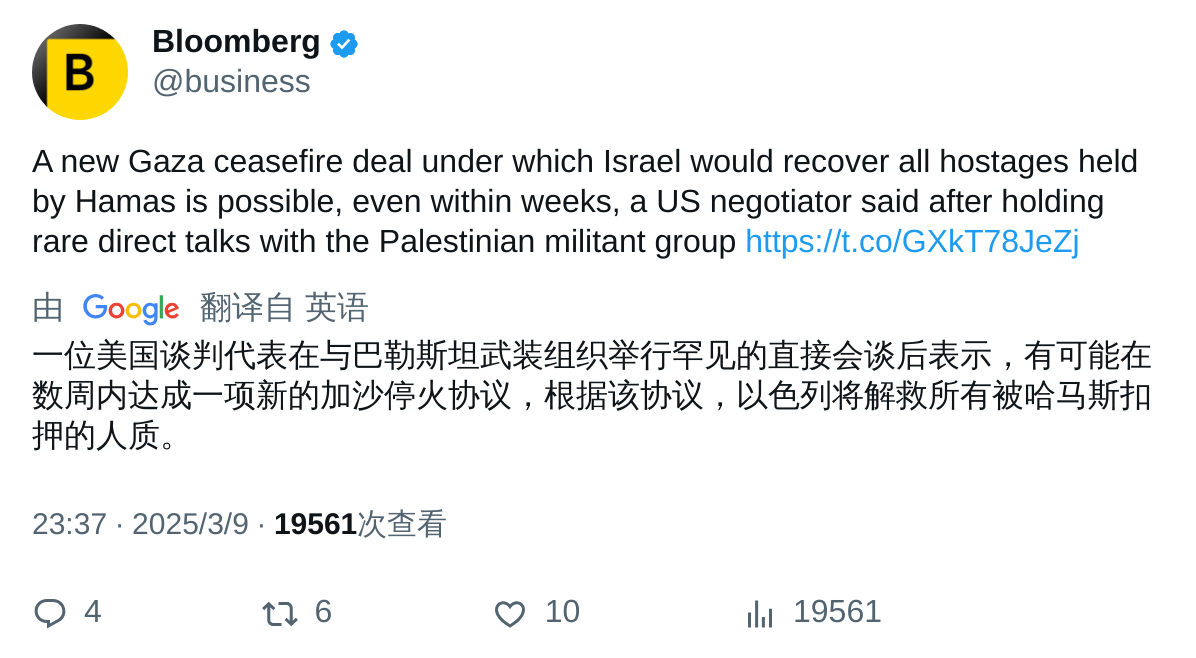 B
Bloomberg
@business
A new Gaza ceasefire deal under which Israel would recover all hostages held
by Hamas is possible, even within weeks, a US negotiator said after holding
rare direct talks with the Palestinian militant group https://t.co/GXkT78JeZj
由 Google 翻译自 英语
一位美国谈判代表在与巴勒斯坦武装组织举行罕见的直接会谈后表示，有可能在
数周内达成一项新的加沙停火协议，根据该协议，以色列将解救所有被哈马斯扣
押的人质。
23:37 · 2025/3/9 · 19561次查看
4 6 10 19561